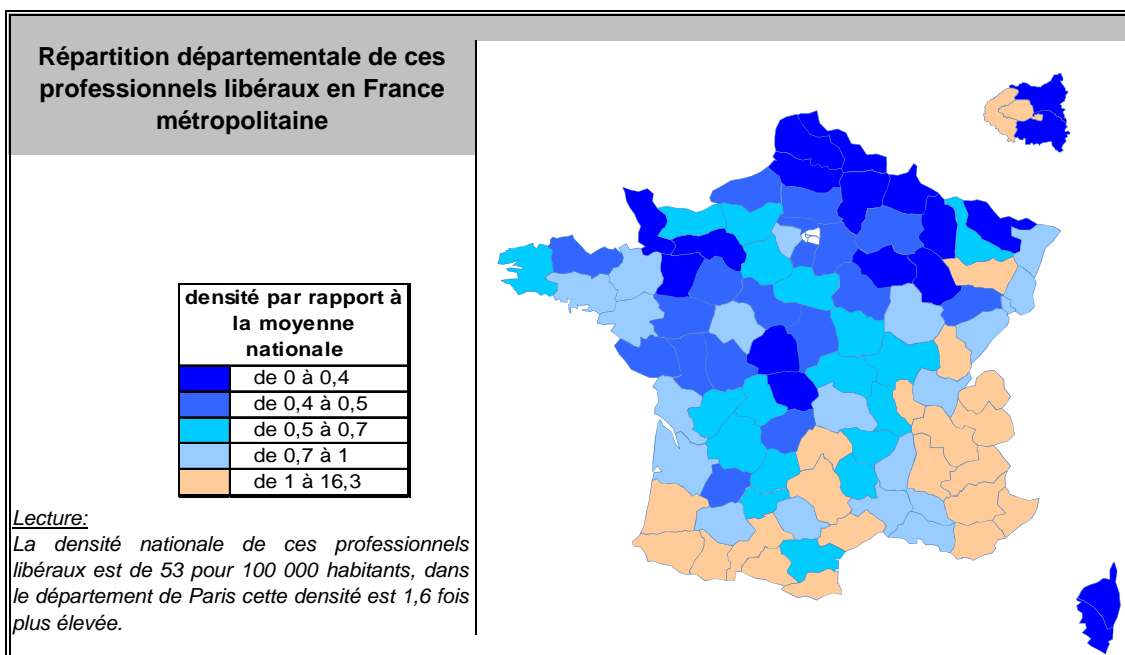 Répartition départementale de ces
professionnels libéraux en France
métropolitaine
densité par rapport à
la moyenne
nationale
de 0 à 0,4
de 0,4 à 0,5
de 0,5 à 0,7
de 0,7 à 1
de 1 à 16,3
Lecture:
La densité nationale de ces professionnels
libéraux est de 53 pour 100 000 habitants, dans
le département de Paris cette densité est 1,6 fois
plus élevée.